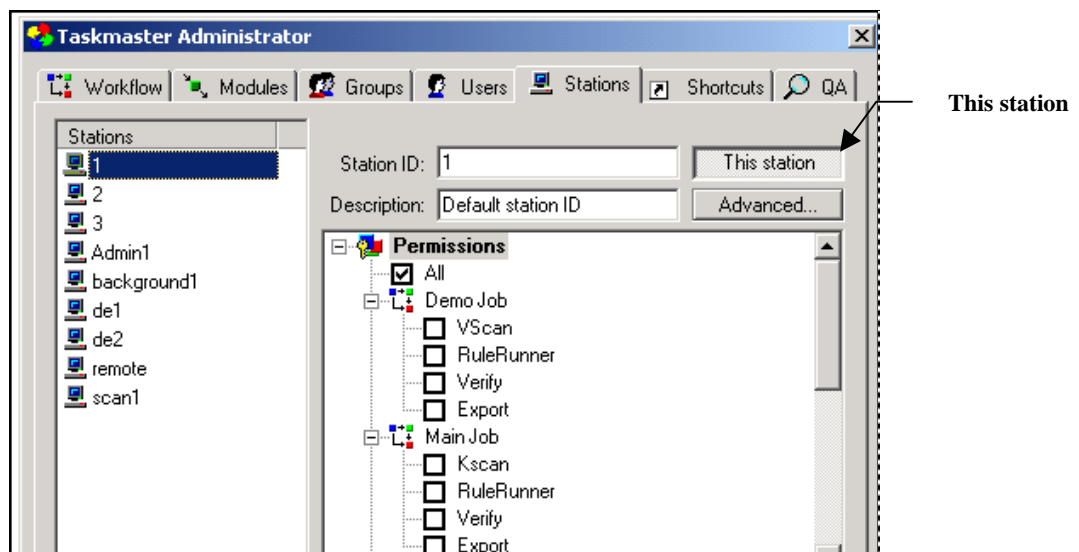 Taskmaster Administrator
Workflow Modules Groups Users Stations Shortcuts QA
This station
Stations
1
2
3
Admin1
background1
de1
de2
remote
scan1
Station ID: 1 This station
Description: Default station ID Advanced...
Permissions
All
Demo Job
VScan
RuleRunner
Verify
Export
Main Job
Kscan
RuleRunner
Verify
Export